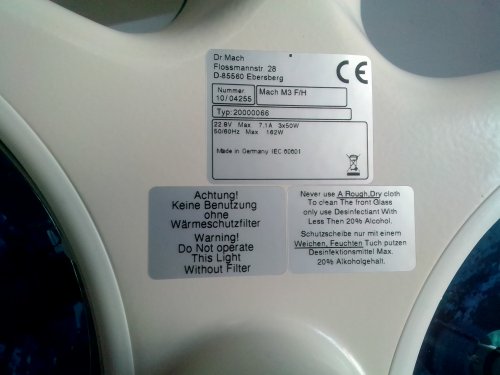 Dr Mach
Flossmannstr. 28
D-85560 Ebersberg
CE
Nummer
10/04255
Mach M3 F/H
Typ: 20000066
22.8V Max 7.1A 3x50W
50/60Hz Max 162W
Made in Germany IEC 60601
Achtung!
Keine Benutzung
ohne
Wärmeschutzfilter
Warning!
Do Not operate
This Light
Without Filter
Never use A Rough,Dry cloth
To clean The front Glass
only use Desinfectiant With
Less Then 20% Alcohol.
Schutzscheibe nur mit einem
Weichen, Feuchten Tuch putzen
Desinfektionsmittel Max.
20% Alkoholgehalt.